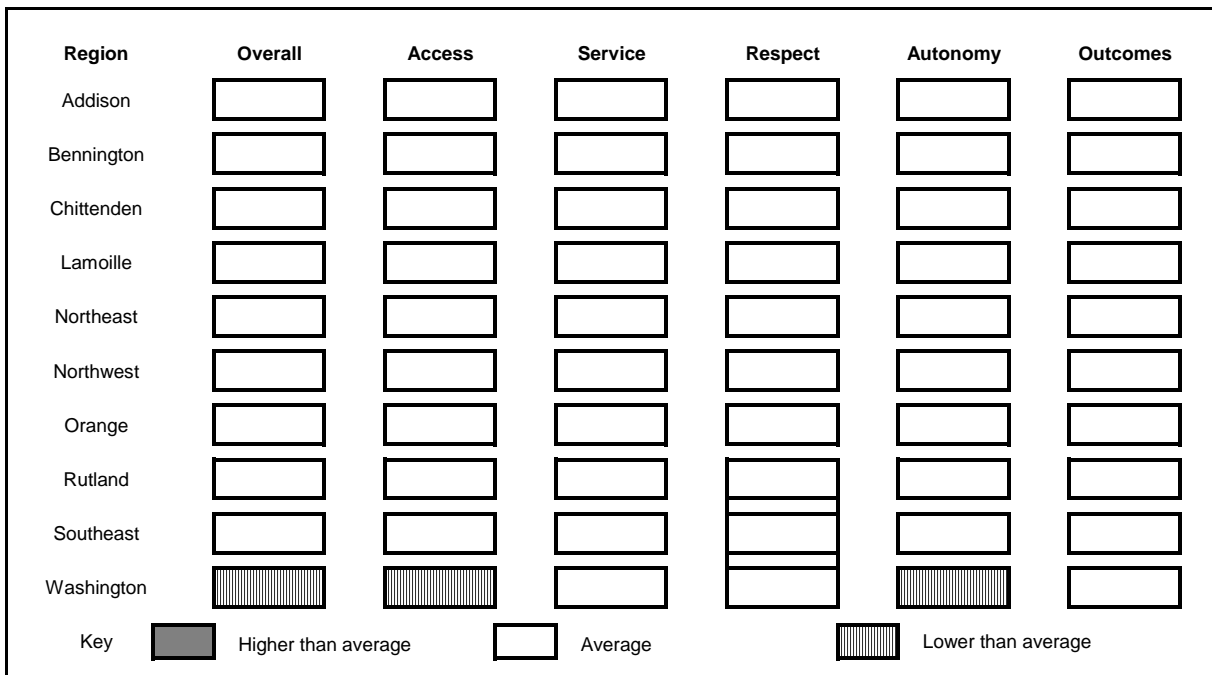 Region Overall Access Service Respect Autonomy Outcomes
Addison
Bennington
Chittenden
Lamoille
Northeast
Northwest
Orange
Rutland
Southeast
Washington
Key Higher than average Average Lower than average